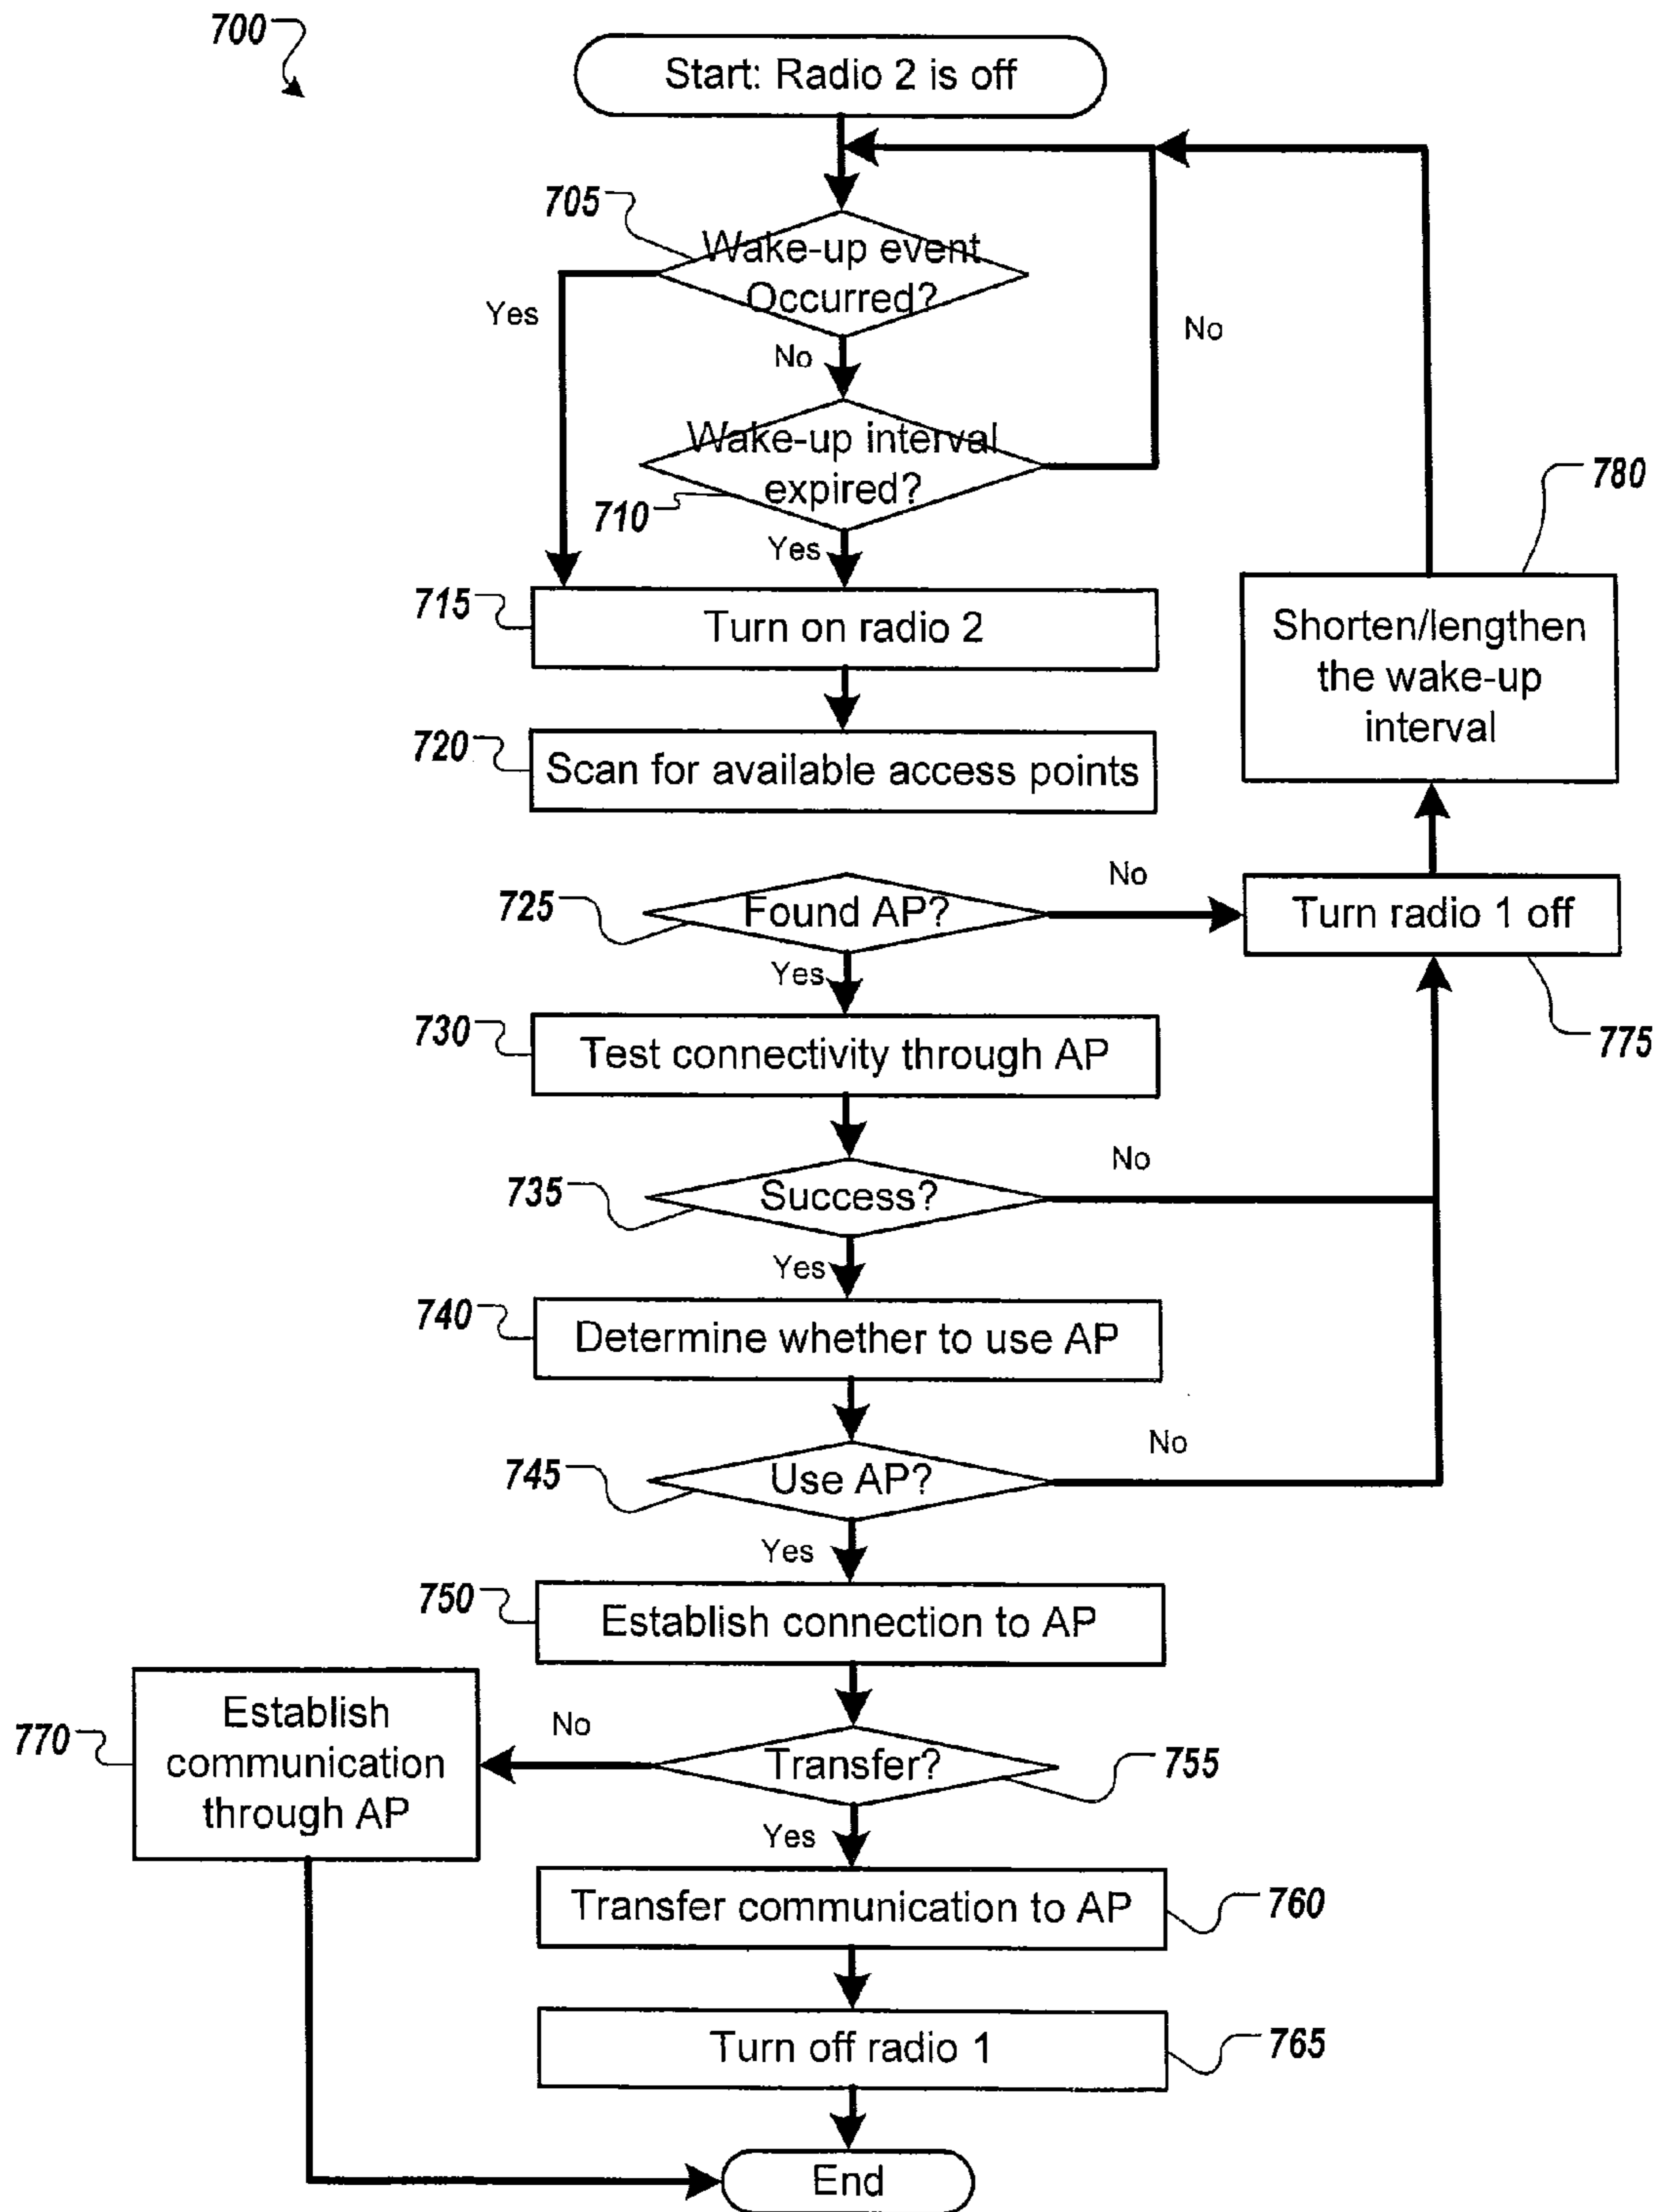 700
Start: Radio 2 is off
705
Wake-up event
Occurred?
Yes
No
No
Wake-up interval
expired?
710
Yes
780
Shorten/lengthen
the wake-up
interval
715
Turn on radio 2
720
Scan for available access points
725
Found AP?
No
Turn radio 1 off
775
Yes
730
Test connectivity through AP
735
Success?
No
Yes
740
Determine whether to use AP
745
Use AP?
No
Yes
750
Establish connection to AP
770
Establish
communication
through AP
No
Transfer?
755
Yes
Transfer communication to AP
760
Turn off radio 1
765
End